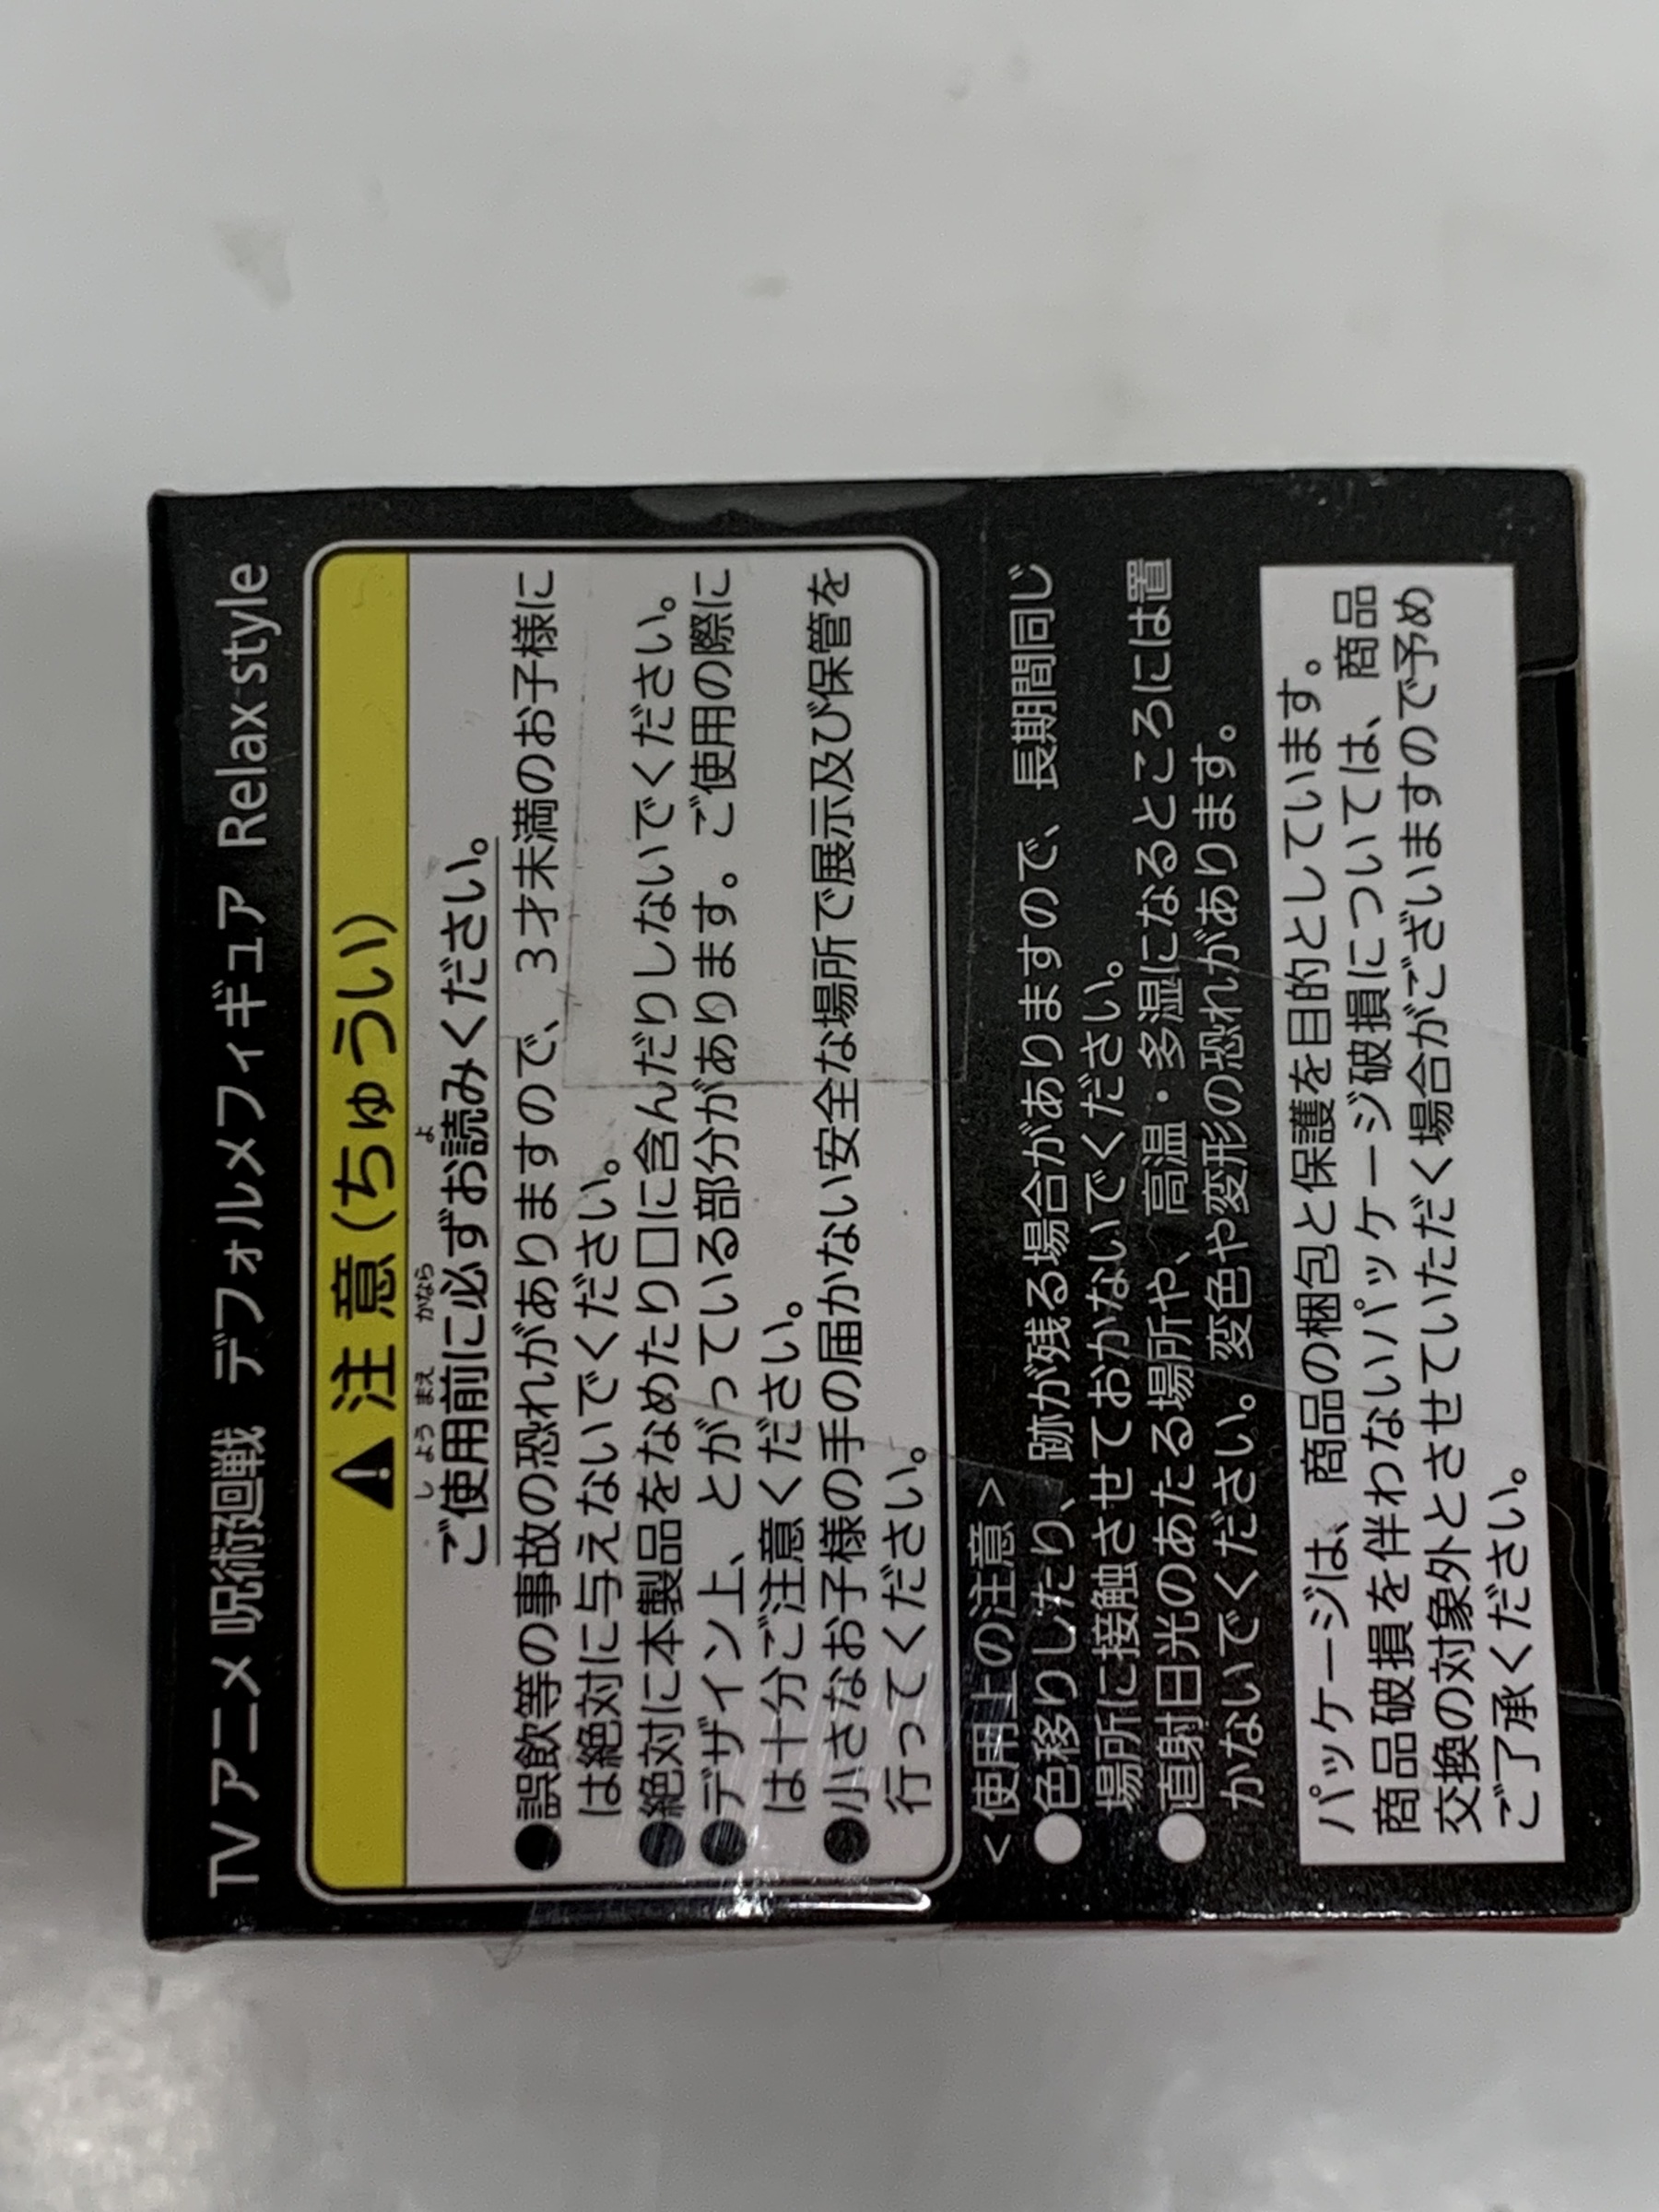 TVアニメ 呪術廻戦 デフォルメフィギュア Relax style
⚠ 注意(ちゅうい)
しよう まえ かなら よ
ご使用前に必ずお読みください。
●誤飲等の事故の恐れがありますので、3才未満のお子様に
は絶対に与えないでください。
●絶対に本製品をなめたり口に含んだりしないでください。
●デザイン上、とがっている部分があります。ご使用の際に
は十分ご注意ください。
●小さなお子様の手の届かない安全な場所で展示及び保管を
行ってください。
<使用上の注意>
●色移りしたり、跡が残る場合がありますので、長期間同じ
場所に接触させておかないでください。
●直射日光のあたる場所や、高温・多湿になるところには置
かないでください。変色や変形の恐れがあります。
パッケージは、商品の梱包と保護を目的としています。
商品破損を伴わないパッケージ破損については、商品
交換の対象外とさせていただく場合がございますので予め
ご了承ください。